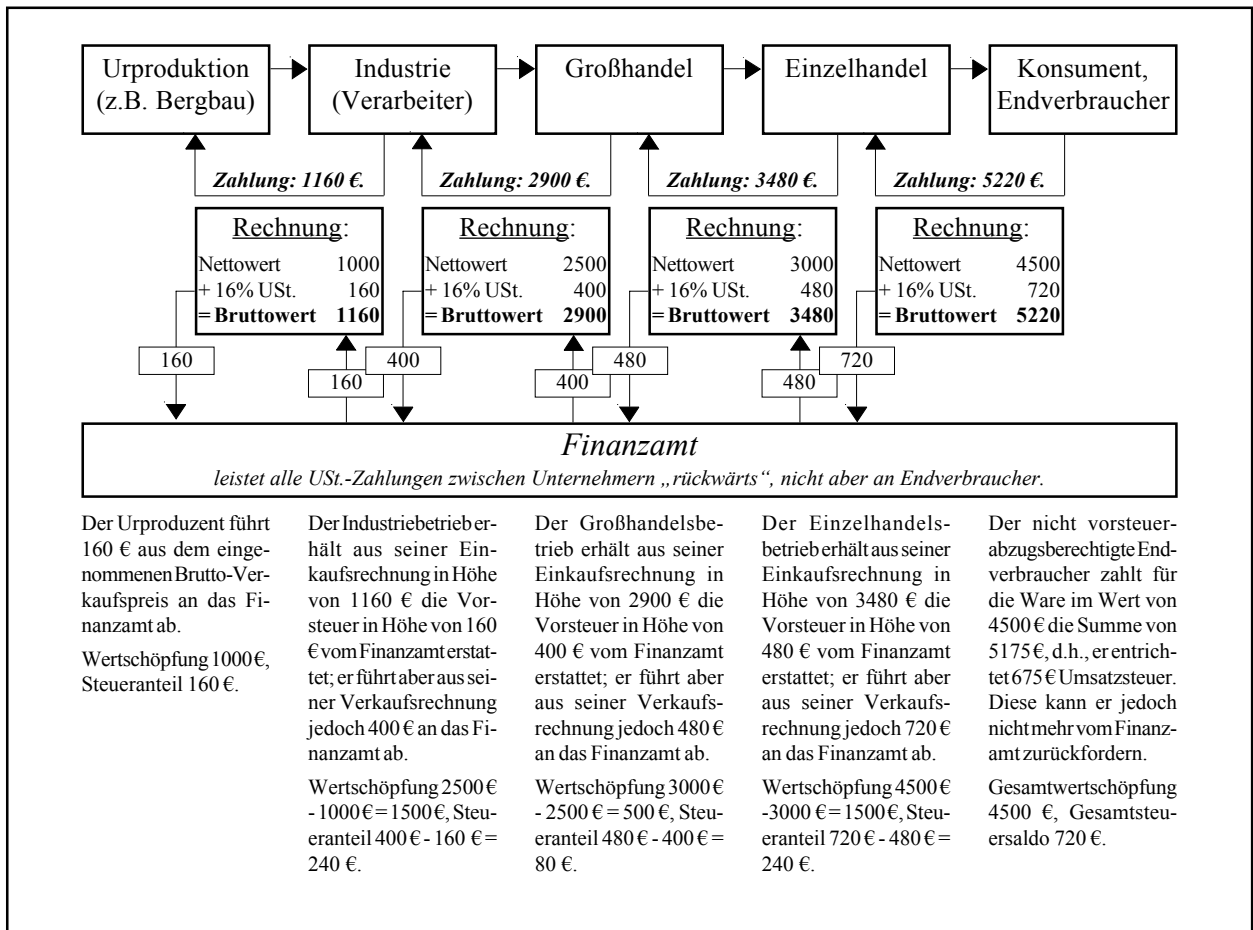 Urproduktion
(z.B. Bergbau)
Industrie
(Verarbeiter)
Großhandel
Einzelhandel
Konsument,
Endverbraucher
Zahlung: 1160 €.
Zahlung: 2900 €.
Zahlung: 3480 €.
Zahlung: 5220 €.
Rechnung:
Nettowert 1000
+ 16% USt. 160
= Bruttowert 1160
Rechnung:
Nettowert 2500
+ 16% USt. 400
= Bruttowert 2900
Rechnung:
Nettowert 3000
+ 16% USt. 480
= Bruttowert 3480
Rechnung:
Nettowert 4500
+ 16% USt. 720
= Bruttowert 5220
160
160
400
400
480
480
720
Finanzamt
leistet alle USt.-Zahlungen zwischen Unternehmern „rückwärts“, nicht aber an Endverbraucher.
Der Urproduzent führt
160 € aus dem einge-
nommenen Brutto-Ver-
kaufspreis an das Fi-
nanzamt ab.
Wertschöpfung 1000 €,
Steueranteil 160 €.
Der Industriebetrieb er-
hält aus seiner Ein-
kaufsrechnung in Höhe
von 1160 € die Vor-
steuer in Höhe von 160
€ vom Finanzamt erstat-
tet; er führt aber aus sei-
ner Verkaufsrechnung
jedoch 400 € an das Fi-
nanzamt ab.
Wertschöpfung 2500 €
- 1000 € = 1500 €, Steu-
eranteil 400 € - 160 € =
240 €.
Der Großhandelsbe-
trieb erhält aus seiner
Einkaufsrechnung in
Höhe von 2900 € die
Vorsteuer in Höhe von
400 € vom Finanzamt
erstattet; er führt aber
aus seiner Verkaufs-
rechnung jedoch 480 €
an das Finanzamt ab.
Wertschöpfung 3000 €
- 2500 € = 500 €, Steu-
eranteil 480 € - 400 € =
80 €.
Der Einzelhandels-
betrieb erhält aus seiner
Einkaufsrechnung in
Höhe von 3480 € die
Vorsteuer in Höhe von
480 € vom Finanzamt
erstattet; er führt aber
aus seiner Verkaufs-
rechnung jedoch 720 €
an das Finanzamt ab.
Wertschöpfung 4500 €
-3000 € = 1500 €, Steu-
eranteil 720 € - 480 € =
240 €.
Der nicht vorsteuer-
abzugsberechtigte End-
verbraucher zahlt für
die Ware im Wert von
4500 € die Summe von
5175 €, d.h., er entrich-
tet 675 € Umsatzsteuer.
Diese kann er jedoch
nicht mehr vom Finanz-
amt zurückfordern.
Gesamtwertschöpfung
4500 €, Gesamtsteu-
ersaldo 720 €.